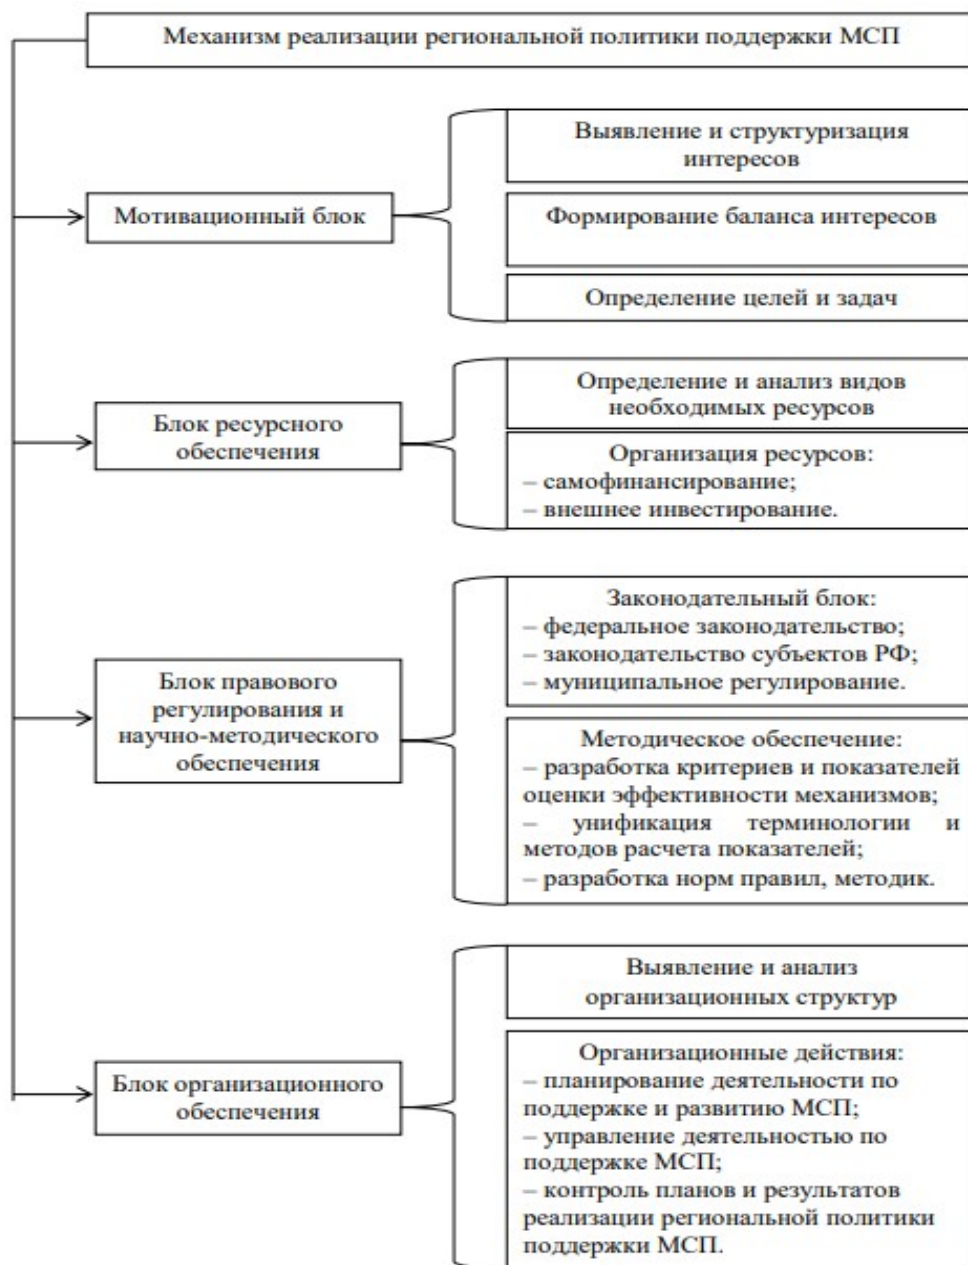 Механизм реализации региональной политики поддержки МСП
Мотивационный блок
Выявление и структуризация
интересов
Формирование баланса интересов
Определение целей и задач
Блок ресурсного
обеспечения
Определение и анализ видов
необходимых ресурсов
Организация ресурсов:
– самофинансирование;
– внешнее инвестирование.
Блок правового
регулирования и
научно-методического
обеспечения
Законодательный блок:
– федеральное законодательство;
– законодательство субъектов РФ;
– муниципальное регулирование.
Методическое обеспечение:
– разработка критериев и показателей
оценки эффективности механизмов;
– унификация терминологии и
методов расчета показателей;
– разработка норм правил, методик.
Блок организационного
обеспечения
Выявление и анализ
организационных структур
Организационные действия:
– планирование деятельности по
поддержке и развитию МСП;
– управление деятельностью по
поддержке МСП;
– контроль планов и результатов
реализации региональной политики
поддержки МСП.